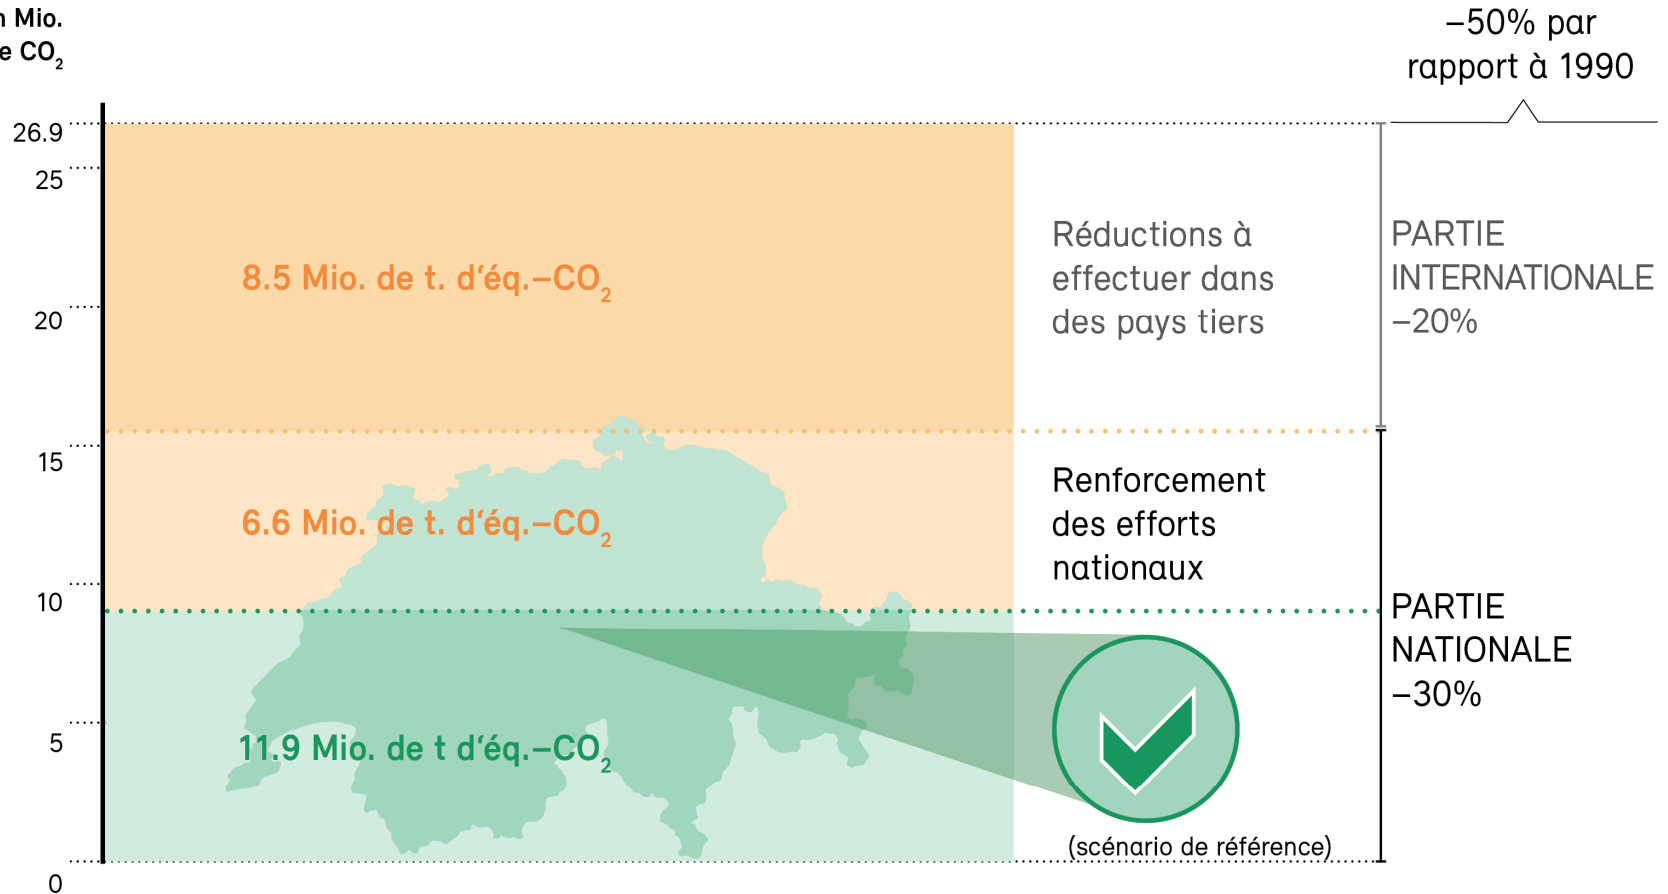 Mio.
CO₂
–50% par
rapport à 1990
26.9
25
20
15
10
5
0
8.5 Mio. de t. d‘éq.–CO₂
Réductions à
effectuer dans
des pays tiers
PARTIE
INTERNATIONALE
–20%
6.6 Mio. de t. d‘éq.–CO₂
Renforcement
des efforts
nationaux
PARTIE
NATIONALE
–30%
11.9 Mio. de t d‘éq.–CO₂
(scénario de référence)